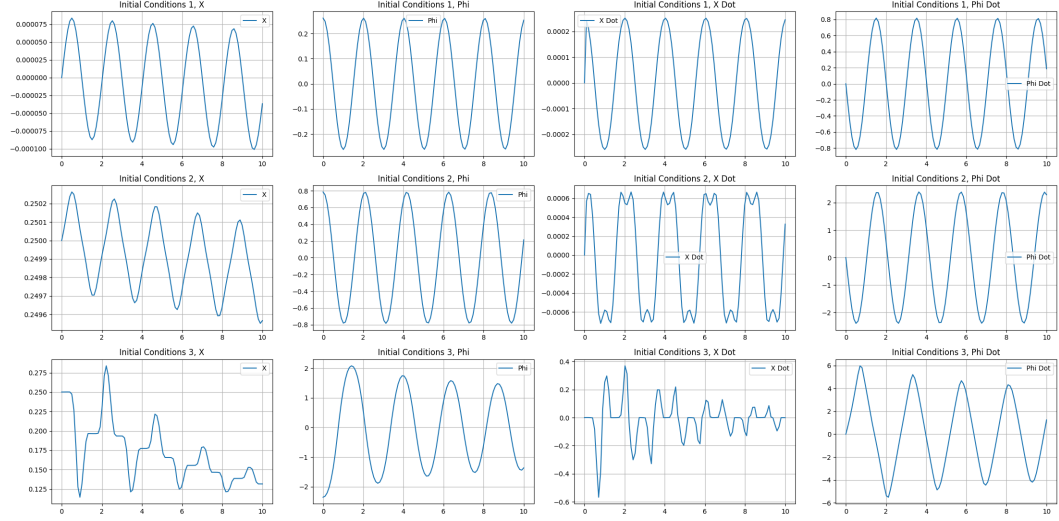 Initial Conditions 1, X
0.000075
0.000050
0.000025
0.000000
-0.000025
-0.000050
-0.000075
-0.000100
0 2 4 6 8 10
X
Initial Conditions 1, Phi
0.2
0.1
0.0
-0.1
-0.2
0 2 4 6 8 10
Phi
Initial Conditions 1, X Dot
0.0002
0.0001
0.0000
-0.0001
-0.0002
0 2 4 6 8 10
X Dot
Initial Conditions 1, Phi Dot
0.8
0.6
0.4
0.2
0.0
-0.2
-0.4
-0.6
-0.8
0 2 4 6 8 10
Phi Dot
Initial Conditions 2, X
0.2502
0.2501
0.2500
0.2499
0.2498
0.2497
0.2496
0 2 4 6 8 10
X
Initial Conditions 2, Phi
0.8
0.6
0.4
0.2
0.0
-0.2
-0.4
-0.6
-0.8
0 2 4 6 8 10
Phi
Initial Conditions 2, X Dot
0.0006
0.0004
0.0002
0.0000
-0.0002
-0.0004
-0.0006
0 2 4 6 8 10
X Dot
Initial Conditions 2, Phi Dot
2
1
0
-1
-2
0 2 4 6 8 10
Phi Dot
Initial Conditions 3, X
0.275
0.250
0.225
0.200
0.175
0.150
0.125
0 2 4 6 8 10
X
Initial Conditions 3, Phi
2
1
0
-1
-2
0 2 4 6 8 10
Phi
Initial Conditions 3, X Dot
0.4
0.2
0.0
-0.2
-0.4
-0.6
0 2 4 6 8 10
X Dot
Initial Conditions 3, Phi Dot
6
4
2
0
-2
-4
-6
0 2 4 6 8 10
Phi Dot